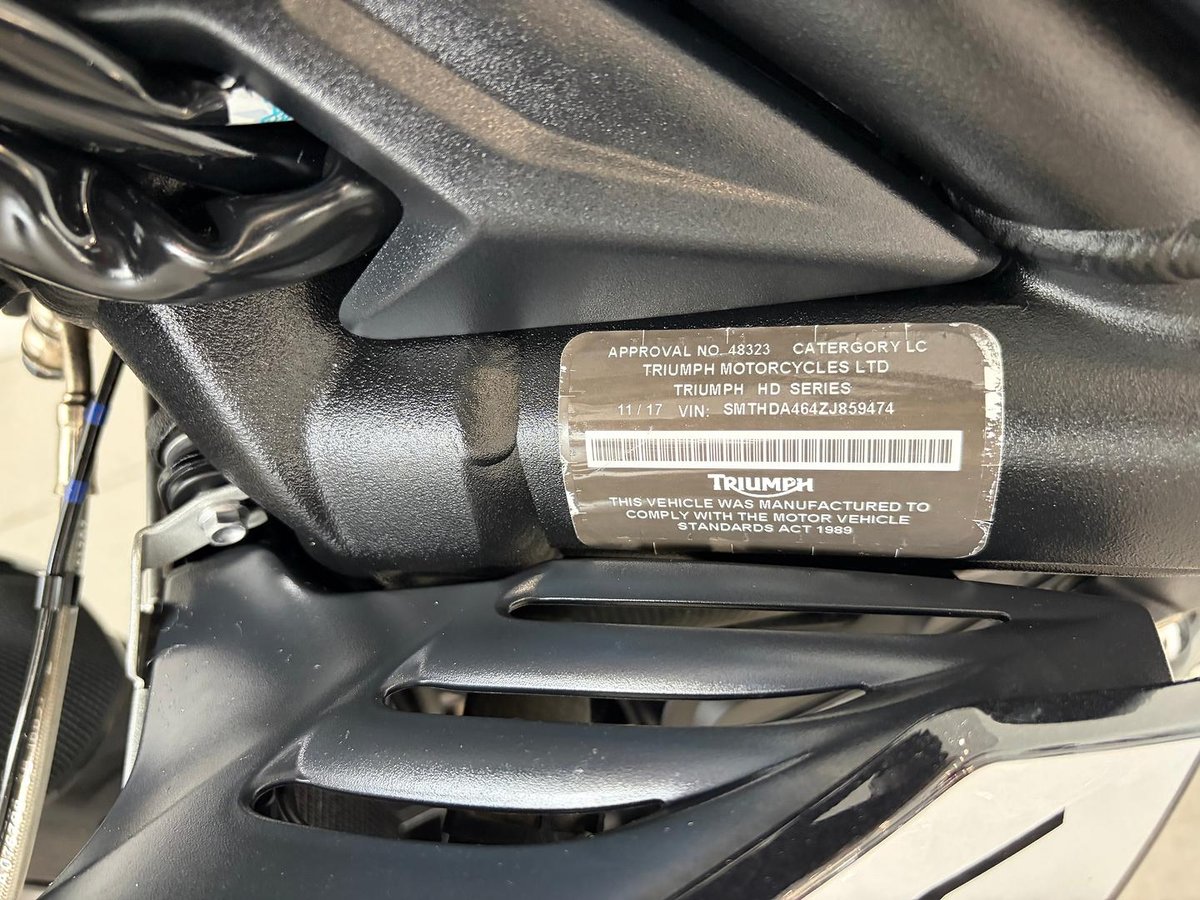 APPROVAL NO. 48323 CATERGORY LC
TRIUMPH MOTORCYCLES LTD
TRIUMPH HD SERIES
11 / 17 VIN: SMTHDA464ZJ859474
TRIUMPH
THIS VEHICLE WAS MANUFACTURED TO
COMPLY WITH THE MOTOR VEHICLE
STANDARDS ACT 1989